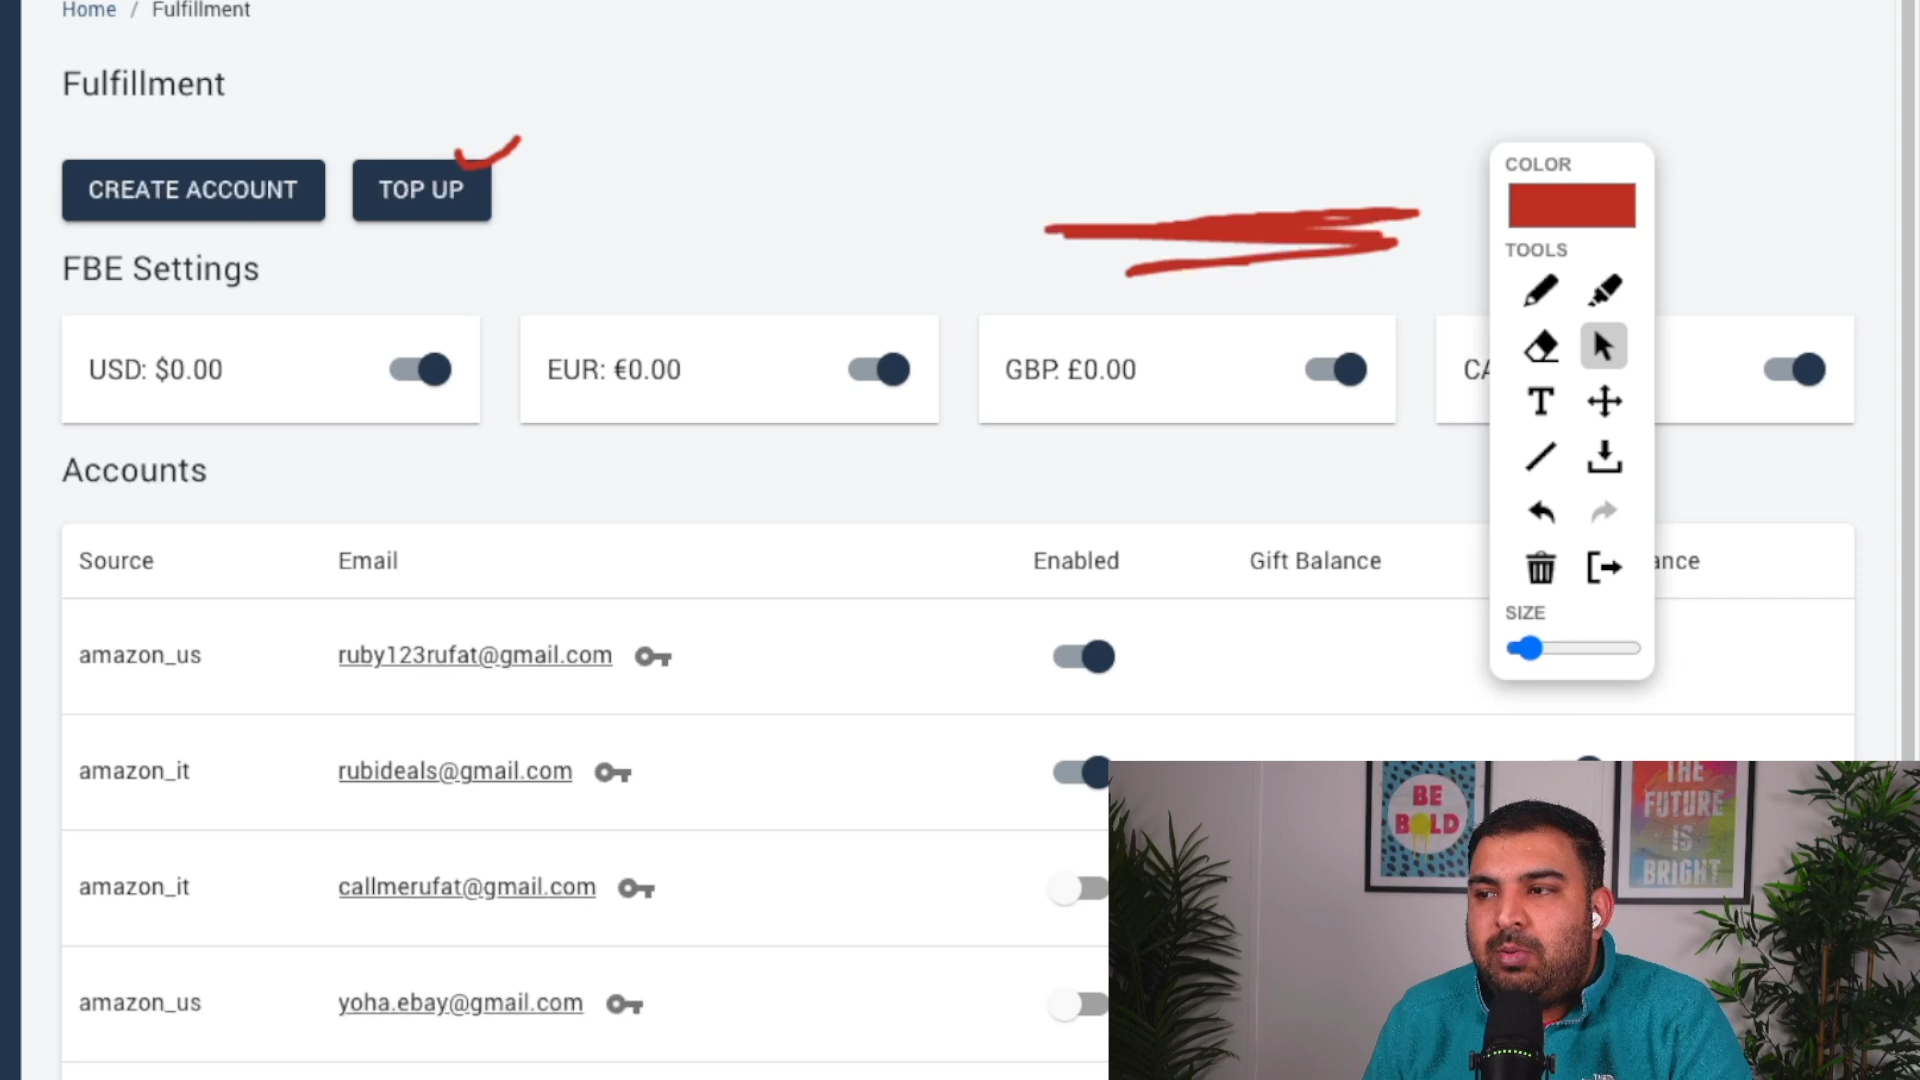 Home / Fulfillment
Fulfillment
CREATE ACCOUNT TOP UP
FBE Settings
USD: $0.00 EUR: €0.00 GBP: £0.00 CA
Accounts
Source Email Enabled Gift Balance ance
amazon_us ruby123rufat@gmail.com
amazon_it rubideals@gmail.com
amazon_it callmerufat@gmail.com
amazon_us yoha.ebay@gmail.com
COLOR
TOOLS
T
SIZE
BE
BOLD
THE
FUTURE
IS
BRIGHT